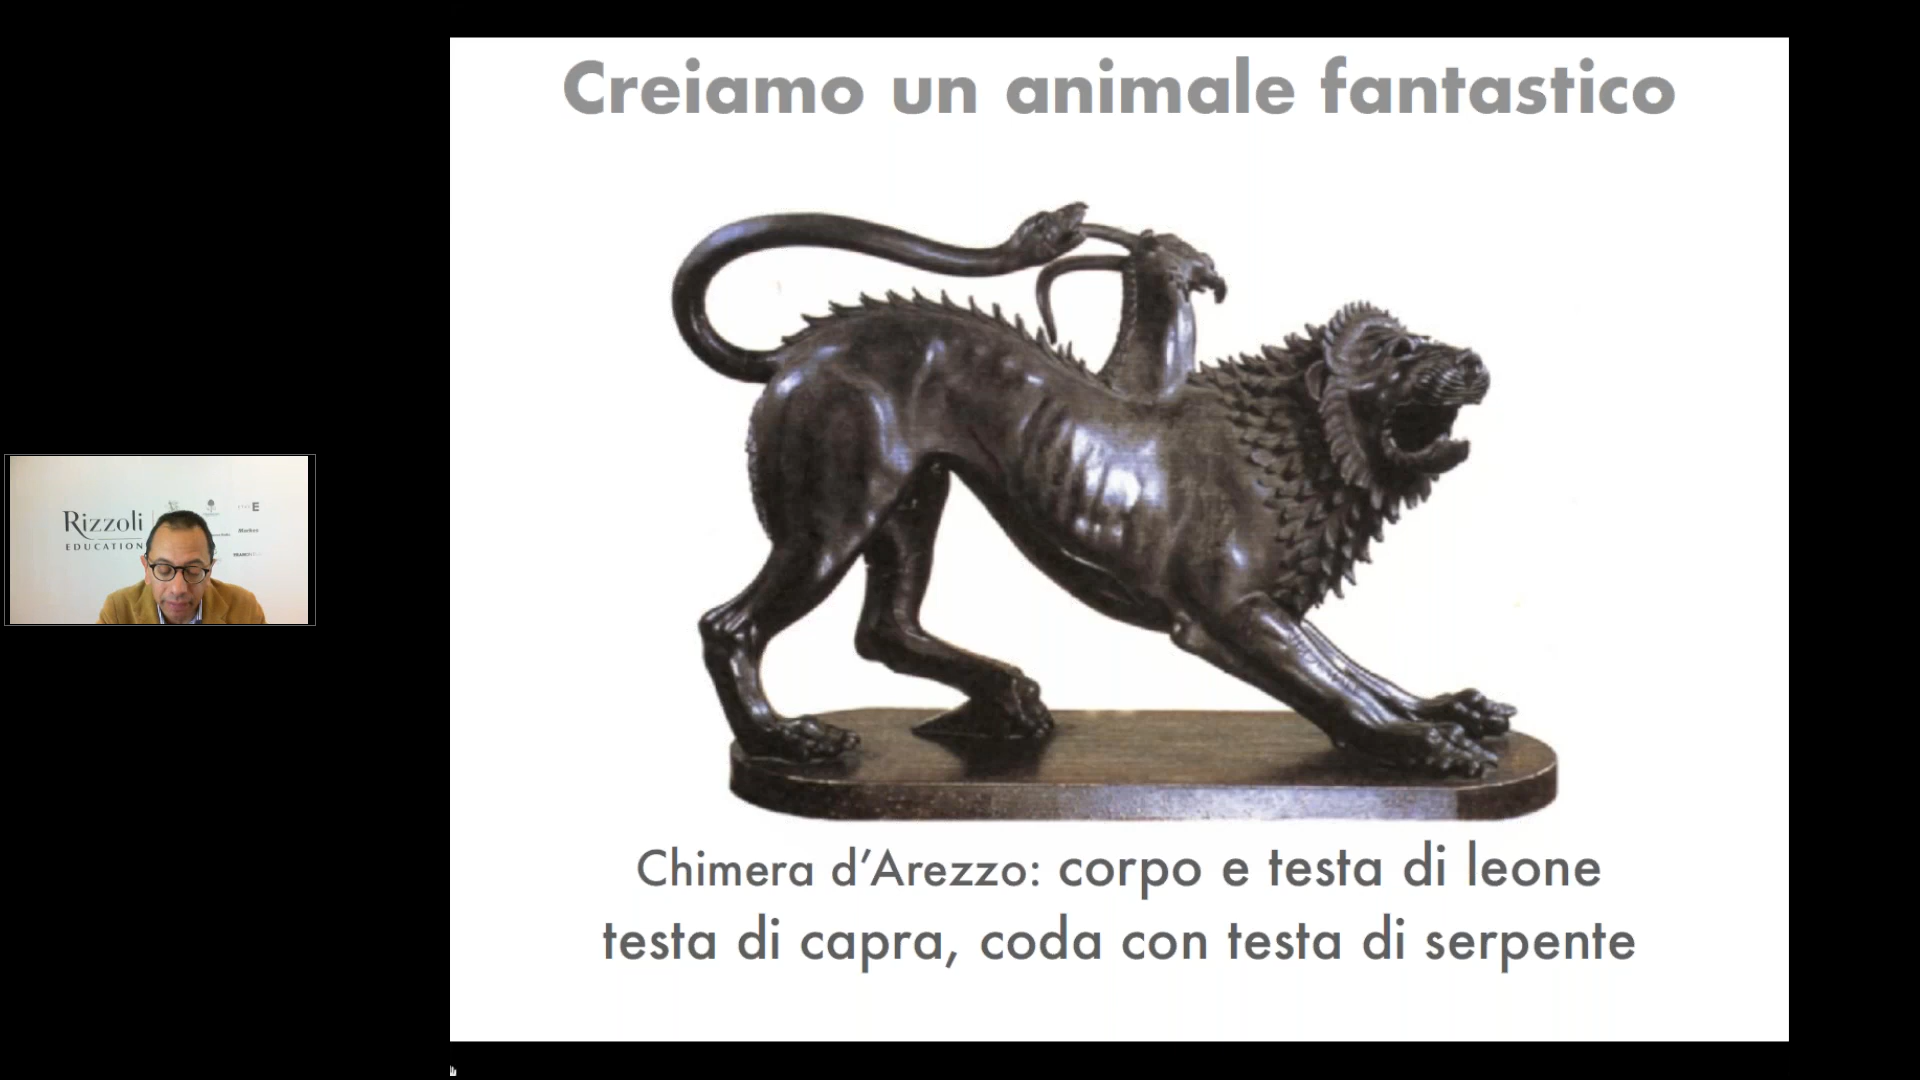 Creiamo un animale fantastico
Rizzoli
EDUCATION
Chimera d’Arezzo: corpo e testa di leone
testa di capra, coda con testa di serpente